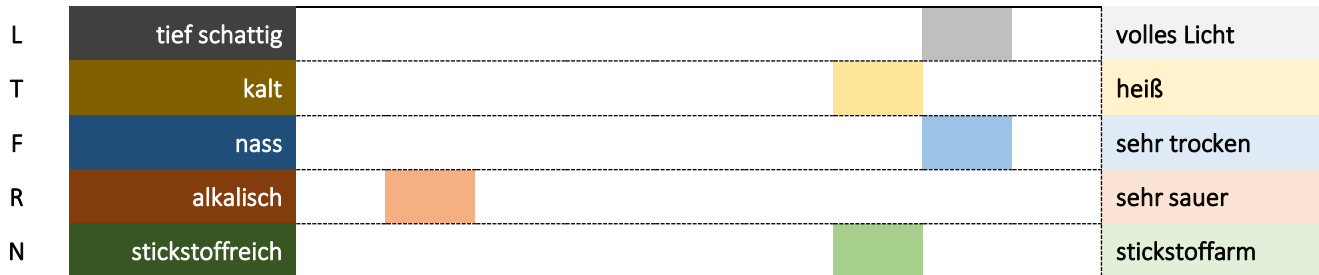 L tief schattig volles Licht
T kalt heiß
F nass sehr trocken
R alkalisch sehr sauer
N stickstoffreich stickstoffarm